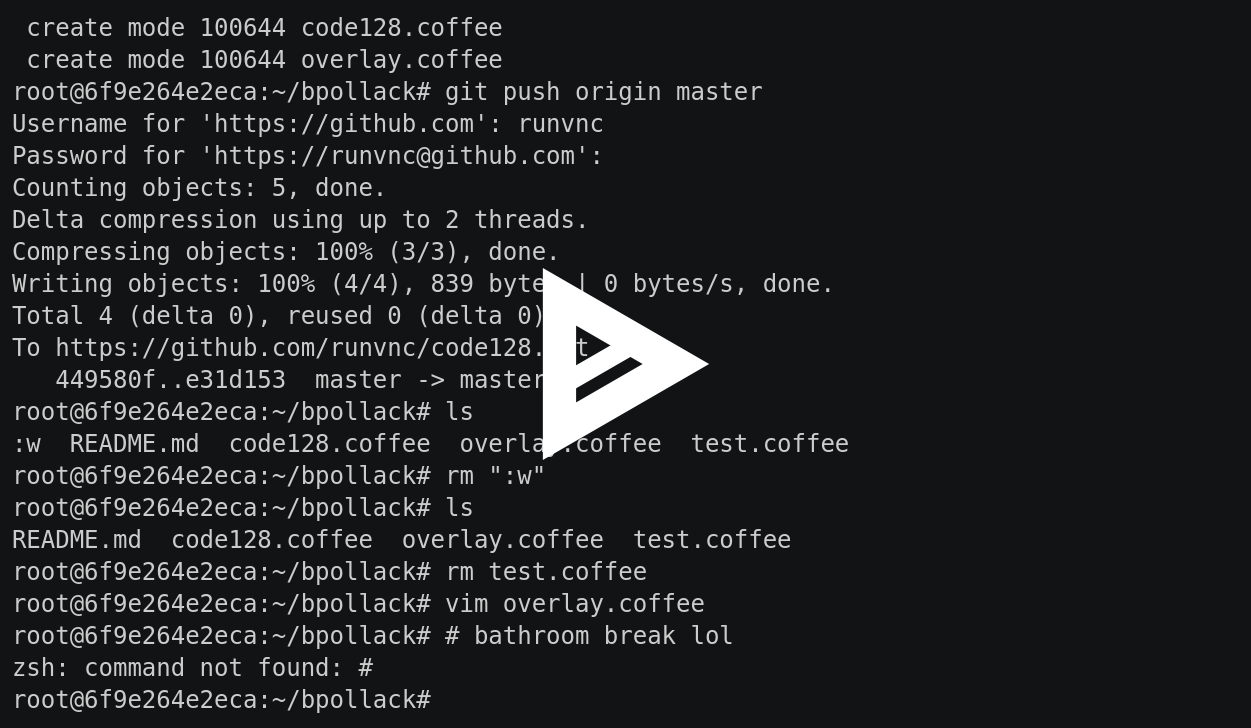 create mode 100644 code128.coffee
create mode 100644 overlay.coffee
root@6f9e264e2eca:~/bpollack# git push origin master
Username for 'https://github.com': runvnc
Password for 'https://runvnc@github.com':
Counting objects: 5, done.
Delta compression using up to 2 threads.
Compressing objects: 100% (3/3), done.
Writing objects: 100% (4/4), 839 bytes | 0 bytes/s, done.
Total 4 (delta 0), reused 0 (delta 0)
To https://github.com/runvnc/code128.git
449580f..e31d153  master -> master
root@6f9e264e2eca:~/bpollack# ls
:w  README.md  code128.coffee  overlay.coffee  test.coffee
root@6f9e264e2eca:~/bpollack# rm ":w"
root@6f9e264e2eca:~/bpollack# ls
README.md  code128.coffee  overlay.coffee  test.coffee
root@6f9e264e2eca:~/bpollack# rm test.coffee
root@6f9e264e2eca:~/bpollack# vim overlay.coffee
root@6f9e264e2eca:~/bpollack# # bathroom break lol
zsh: command not found: #
root@6f9e264e2eca:~/bpollack#